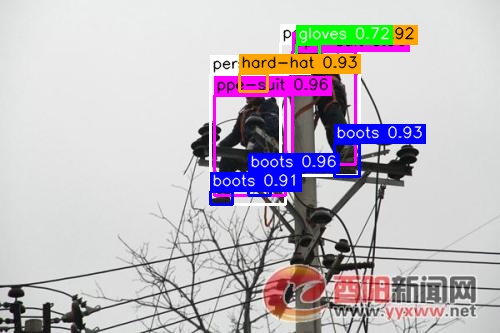 gloves 0.72
92
hard-hat 0.93
ppe-suit 0.96
boots 0.93
boots 0.96
boots 0.91
酉阳新闻网
www.yyxww.net